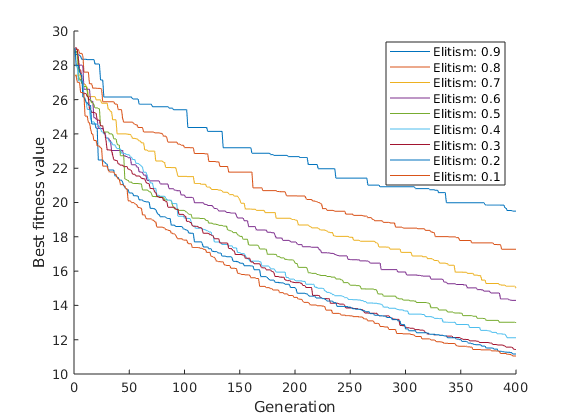 30
28
26
24
22
20
18
16
14
12
10
Best fitness value
0
50
100
150
200
250
300
350
400
Generation
Elitism: 0.9
Elitism: 0.8
Elitism: 0.7
Elitism: 0.6
Elitism: 0.5
Elitism: 0.4
Elitism: 0.3
Elitism: 0.2
Elitism: 0.1